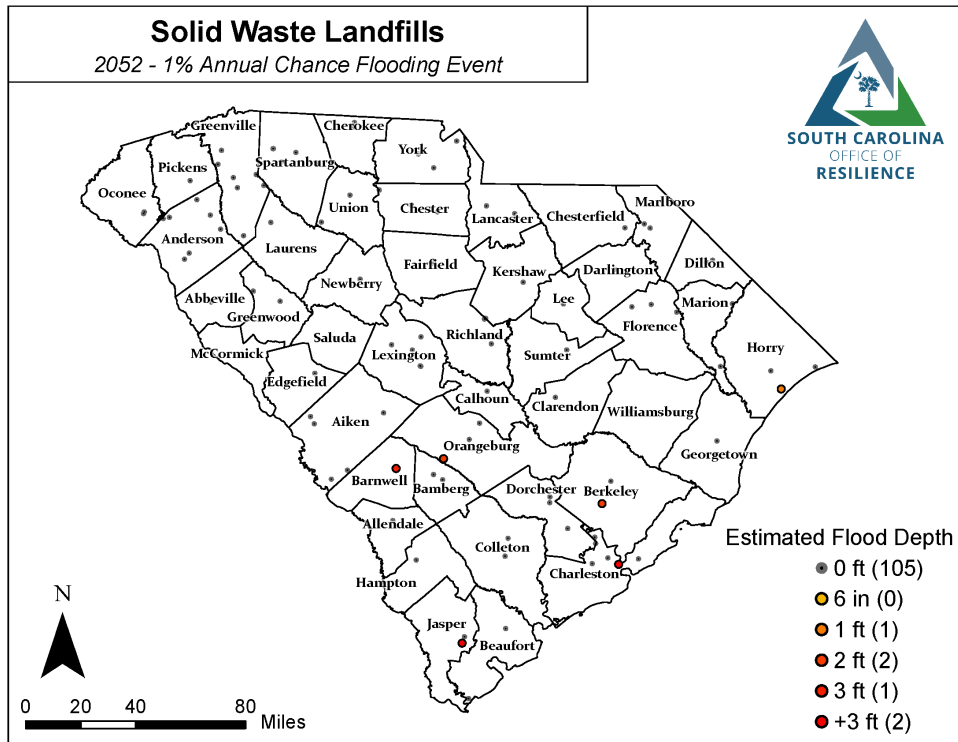 Solid Waste Landfills
2052 - 1% Annual Chance Flooding Event
SOUTH CAROLINA
OFFICE OF
RESILIENCE
Greenville
Cherokee
Spartanburg
York
Pickens
Oconee
Union
Chester
Lancaster
Chesterfield
Marlboro
Anderson
Laurens
Fairfield
Kershaw
Darlington
Dillon
Newberry
Lee
Marion
Abbeville
Greenwood
Richland
Florence
Horry
Saluda
McCormick
Lexington
Sumter
Edgefield
Calhoun
Clarendon
Williamsburg
Aiken
Orangeburg
Georgetown
Barnwell
Bamberg
Dorchester
Berkeley
Allendale
Colleton
Charleston
Hampton
Jasper
Beaufort
Estimated Flood Depth
0 ft (105)
6 in (0)
1 ft (1)
2 ft (2)
3 ft (1)
+3 ft (2)
N
0 20 40 80
Miles